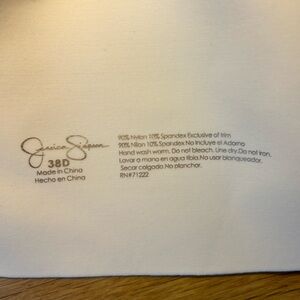 Jessica Simpson
38D
Made in China
Hecho en China
90% Nylon 10% Spandex Exclusive of trim
90% Nilon 10% Spandex No Incluye el Adorno
Hand wash warm. Do not bleach. Line dry. Do not iron.
Lavar a mano en agua tibia. No usar blanqueador.
Secar colgado. No planchar.
RN#71222